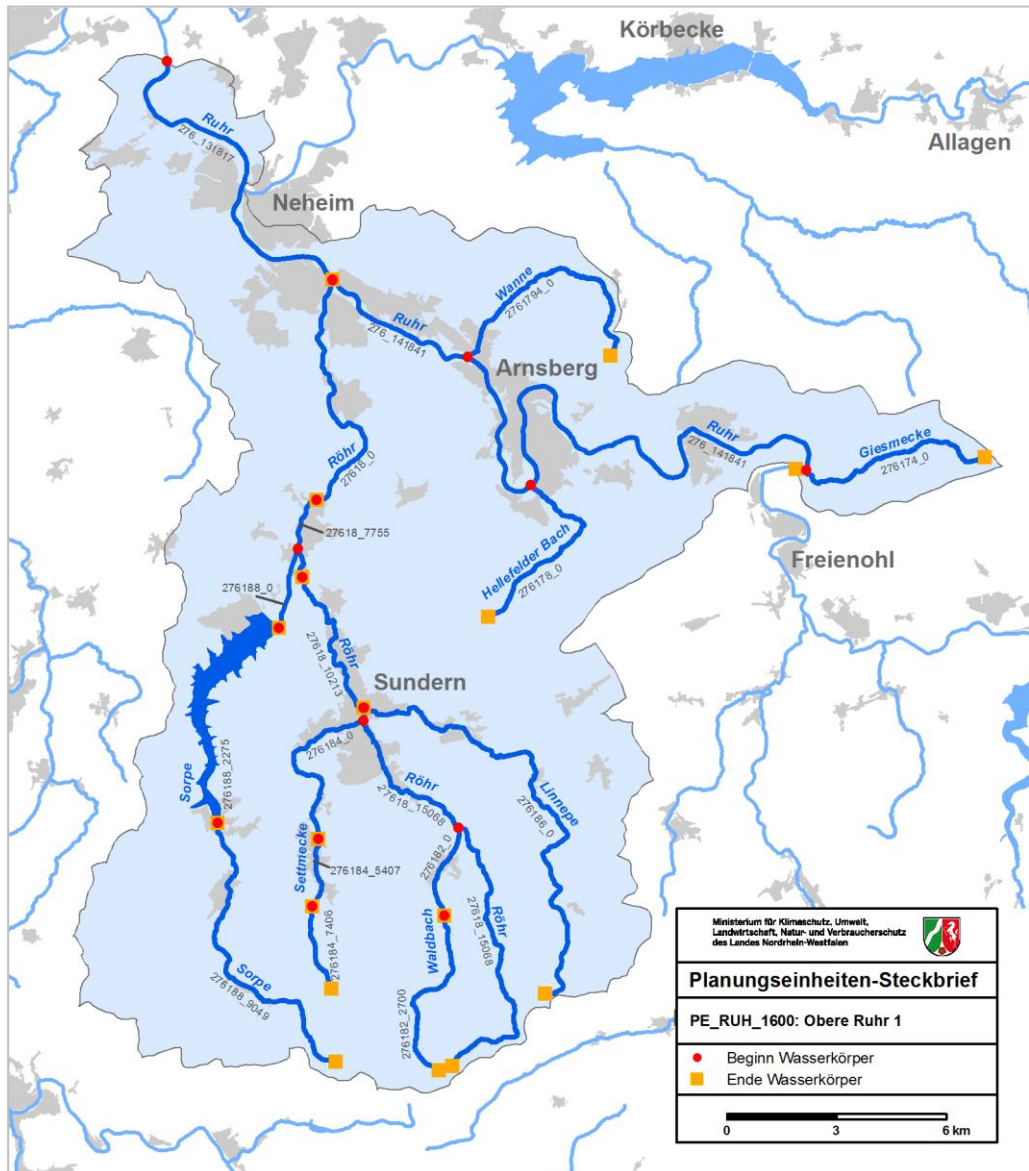 Körbecke
Allagen
Ruhr
276_131817
Neheim
Wanne
2761794_0
Ruhr
276_141841
Arnsberg
Ruhr
276_141841
Giesmecke
276174_0
Röhr
27618_0
27618_7755
Freienohl
Hellefelder Bach
276178_0
276188_0
Röhr
27618_10213
Sundern
276184_0
Röhr
27618_15068
Linnepe
276186_0
Sorpe
276188_2275
276182_0
Settmecke
276184_5407
Röhr
27618_15068
Waldbach
276184_7406
Sorpe
276188_9049
276182_2700
Ministerium für Klimaschutz, Umwelt,
Landwirtschaft, Natur- und Verbraucherschutz
des Landes Nordrhein-Westfalen
Planungseinheiten-Steckbrief
PE_RUH_1600: Obere Ruhr 1
Beginn Wasserkörper
Ende Wasserkörper
0 3 6 km